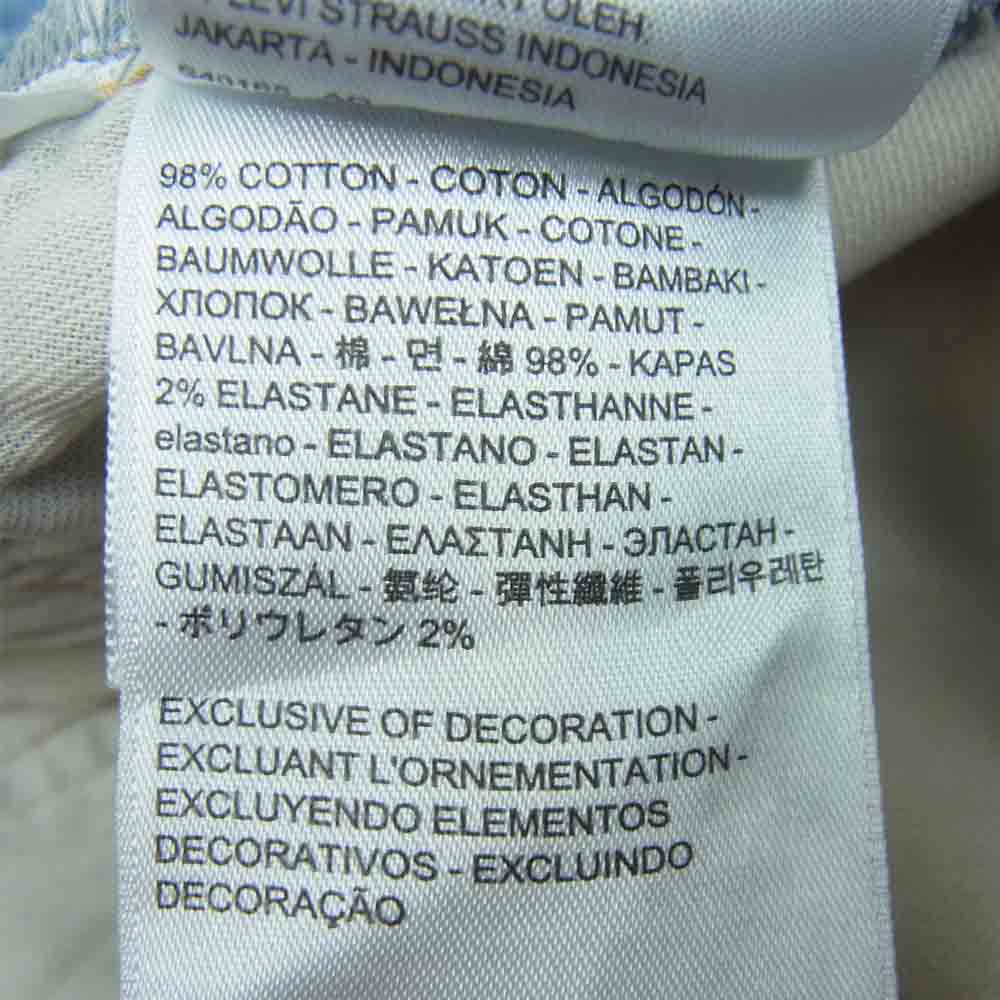 OLEH.
LEVI STRAUSS INDONESIA
JAKARTA - INDONESIA
98% COTTON - COTON - ALGODÓN -
ALGODÃO - PAMUK - COTONE -
BAUMWOLLE - KATOEN - BAMBAKI -
ХЛОПОК - BAWEŁNA - PAMUT -
BAVLNA - 棉 - 면 - 綿 98% - KAPAS
2% ELASTANE - ELASTHANNE -
elastano - ELASTANO - ELASTAN -
ELASTOMERO - ELASTHAN -
ELASTAAN - ΕΛΑΣΤΑΝΗ - ЭЛАСТАН -
GUMISZÁL - 氨纶 - 彈性纖維 - 폴리우레탄
- ポリウレタン 2%
EXCLUSIVE OF DECORATION -
EXCLUANT L'ORNEMENTATION -
EXCLUYENDO ELEMENTOS
DECORATIVOS - EXCLUINDO
DECORAÇÃO